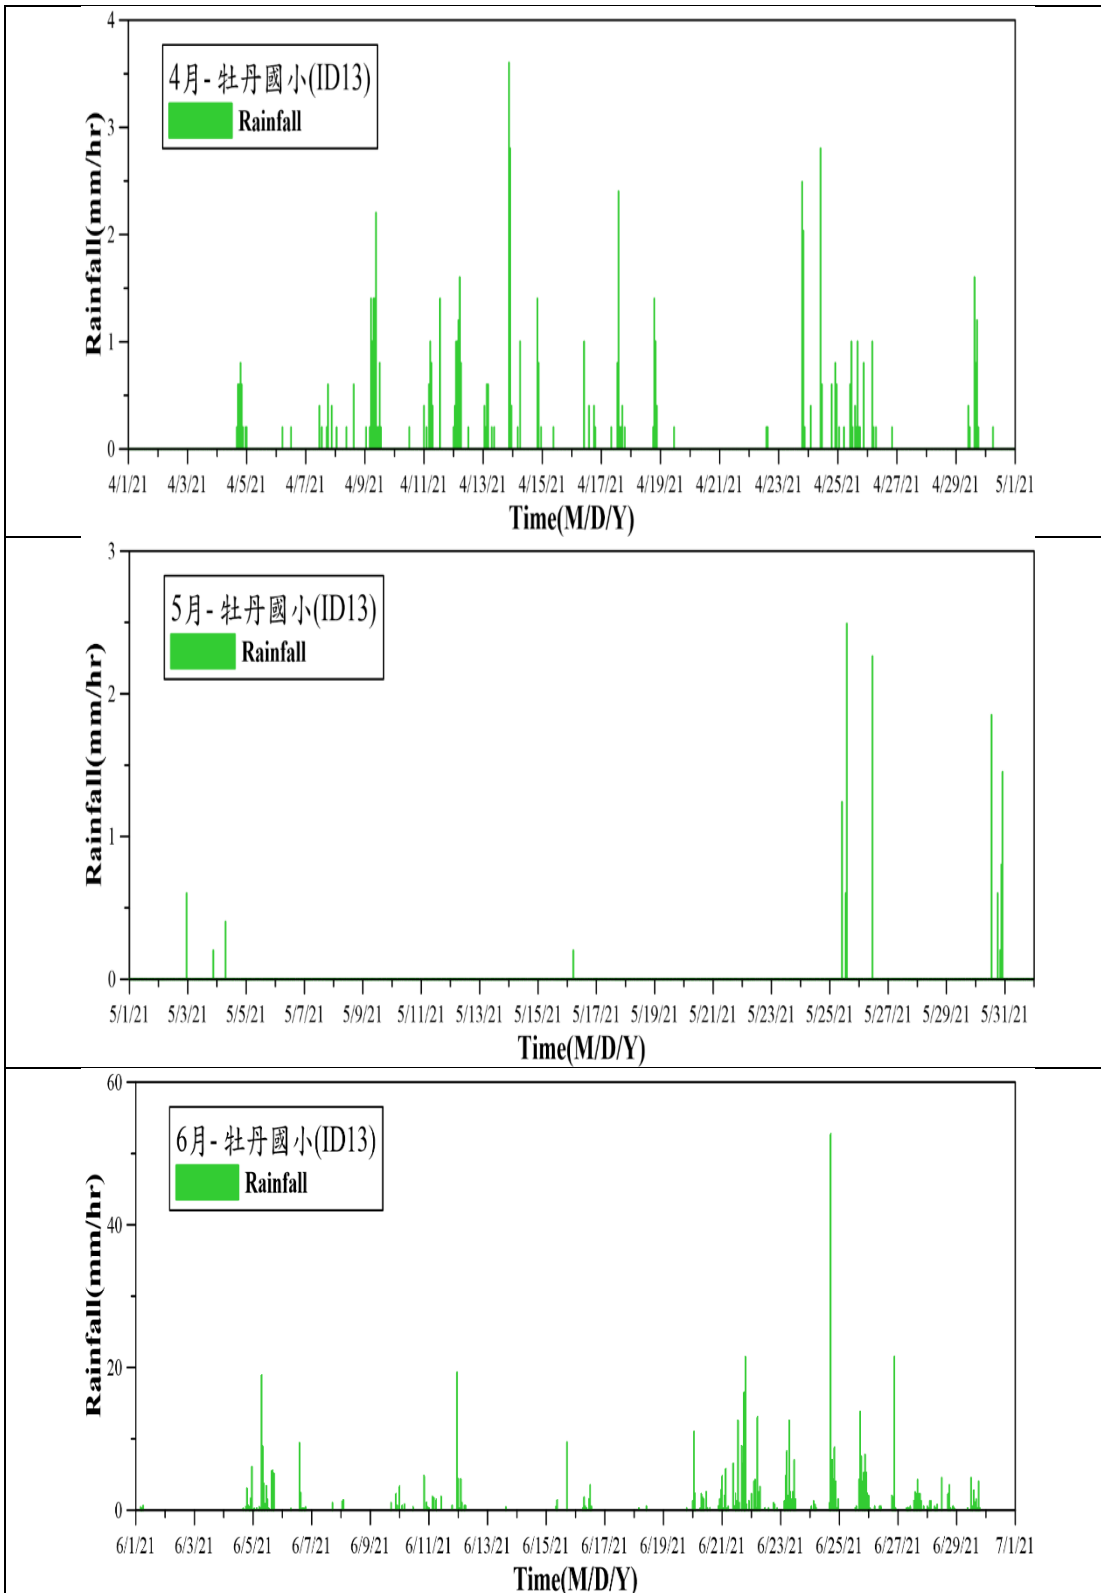 4
4月- 牡丹國小(ID13)
Rainfall
3
2
1
0
Rainfall(mm/hr)
4/1/21 4/3/21 4/5/21 4/7/21 4/9/21 4/11/21 4/13/21 4/15/21 4/17/21 4/19/21 4/21/21 4/23/21 4/25/21 4/27/21 4/29/21 5/1/21
Time(M/D/Y)
3
5月- 牡丹國小(ID13)
Rainfall
2
1
0
Rainfall(mm/hr)
5/1/21 5/3/21 5/5/21 5/7/21 5/9/21 5/11/21 5/13/21 5/15/21 5/17/21 5/19/21 5/21/21 5/23/21 5/25/21 5/27/21 5/29/21 5/31/21
Time(M/D/Y)
60
6月- 牡丹國小(ID13)
Rainfall
40
20
0
Rainfall(mm/hr)
6/1/21 6/3/21 6/5/21 6/7/21 6/9/21 6/11/21 6/13/21 6/15/21 6/17/21 6/19/21 6/21/21 6/23/21 6/25/21 6/27/21 6/29/21 7/1/21
Time(M/D/Y)